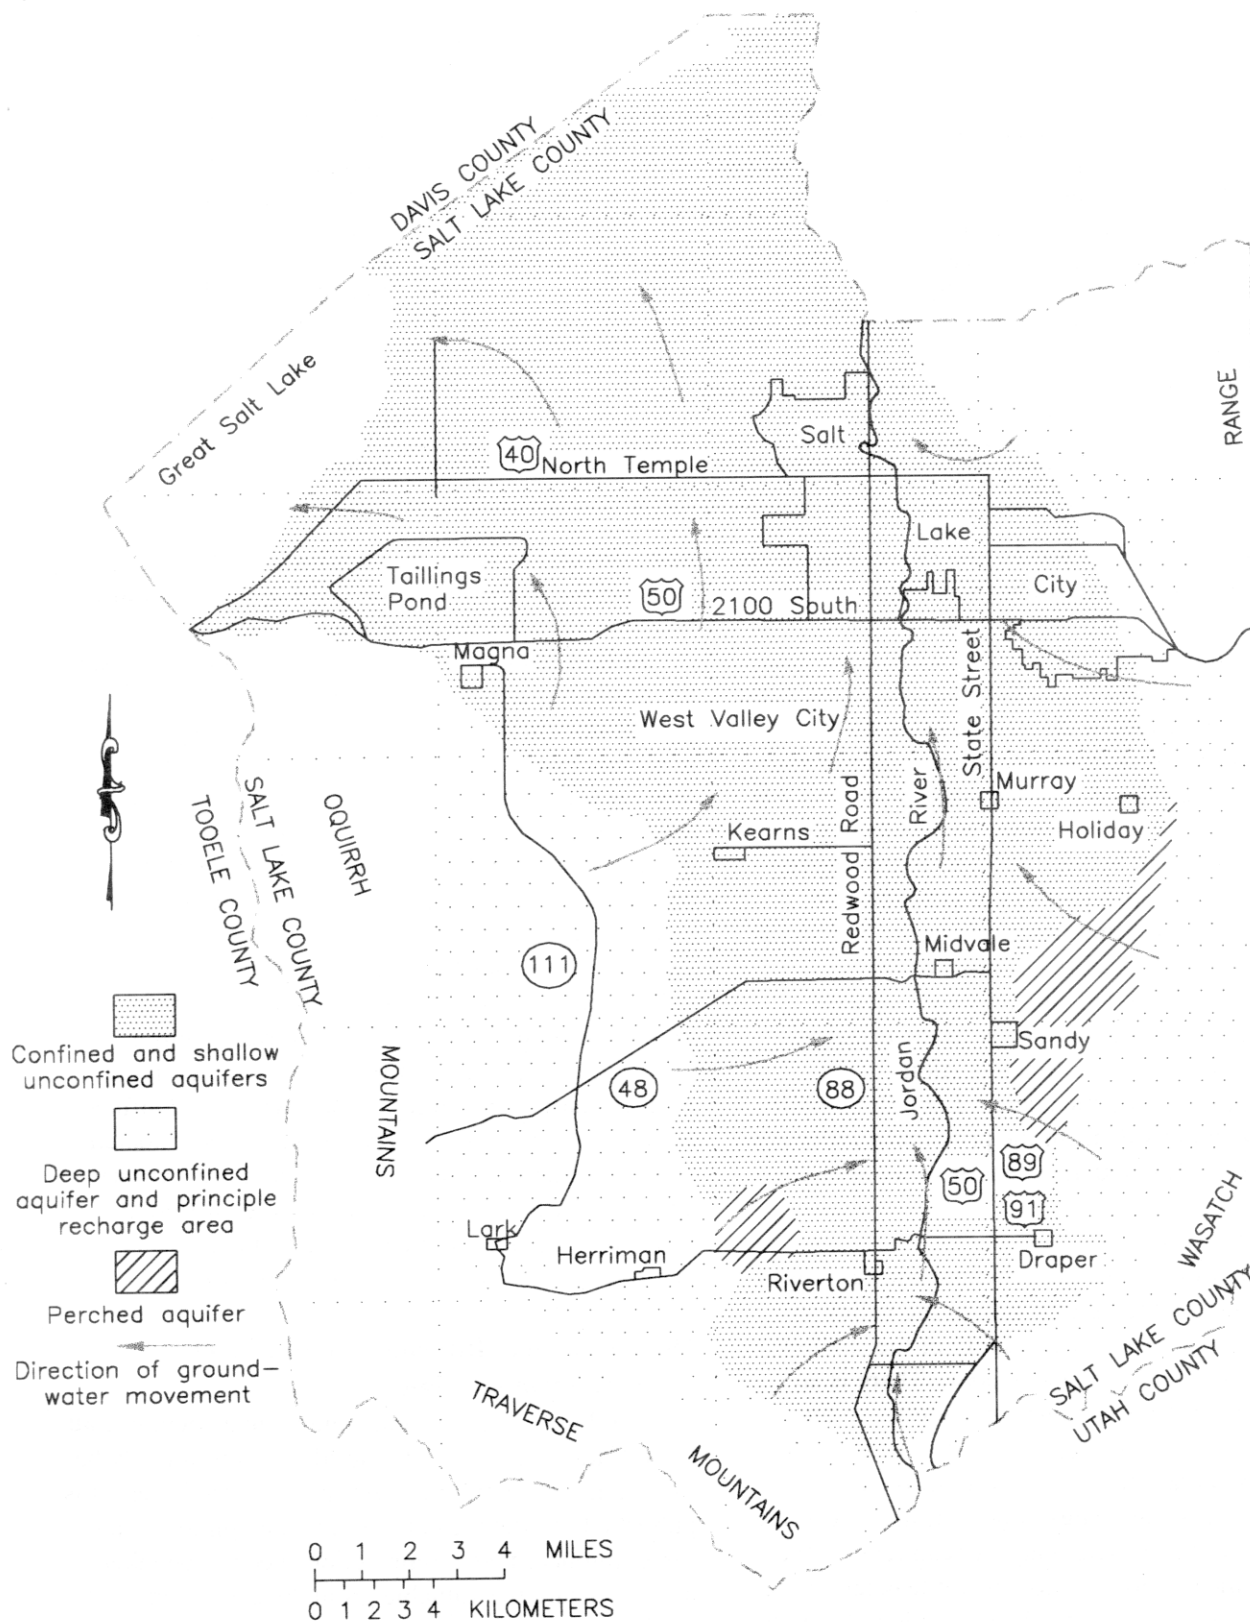 DAVIS COUNTY
SALT LAKE COUNTY
Great Salt Lake
RANGE
Salt
40
North Temple
Lake
Taillings
Pond
City
50
2100 South
Magna
State Street
West Valley City
TOOELE COUNTY
SALT LAKE COUNTY
OQUIRRH
Redwood Road
River
Murray
Kearns
Holiday
Midvale
111
Confined and shallow
unconfined aquifers
MOUNTAINS
Sandy
48
88
Jordan
Deep unconfined
aquifer and principle
recharge area
89
50
91
WASATCH
Lark
Herriman
Draper
Riverton
Perched aquifer
Direction of ground-
water movement
SALT LAKE COUNTY
UTAH COUNTY
TRAVERSE
MOUNTAINS
0 1 2 3 4 MILES
0 1 2 3 4 KILOMETERS